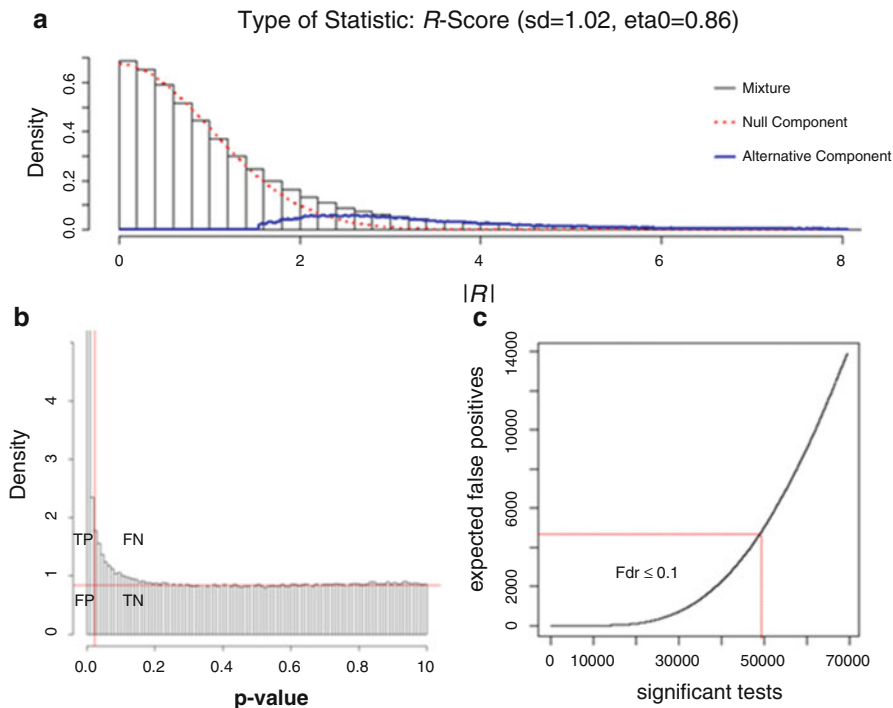 a
Type of Statistic: R-Score (sd=1.02, eta0=0.86)
Density
0.0 0.2 0.4 0.6
Mixture
Null Component
Alternative Component
0 2 4 6 8
|R|
b
Density
0 1 2 3 4
TP FN
FP TN
0.0 0.2 0.4 0.6 0.8 10
p-value
c
expected false positives
0 2000 6000 10000 14000
Fdr ≤ 0.1
0 10000 30000 50000 70000
significant tests